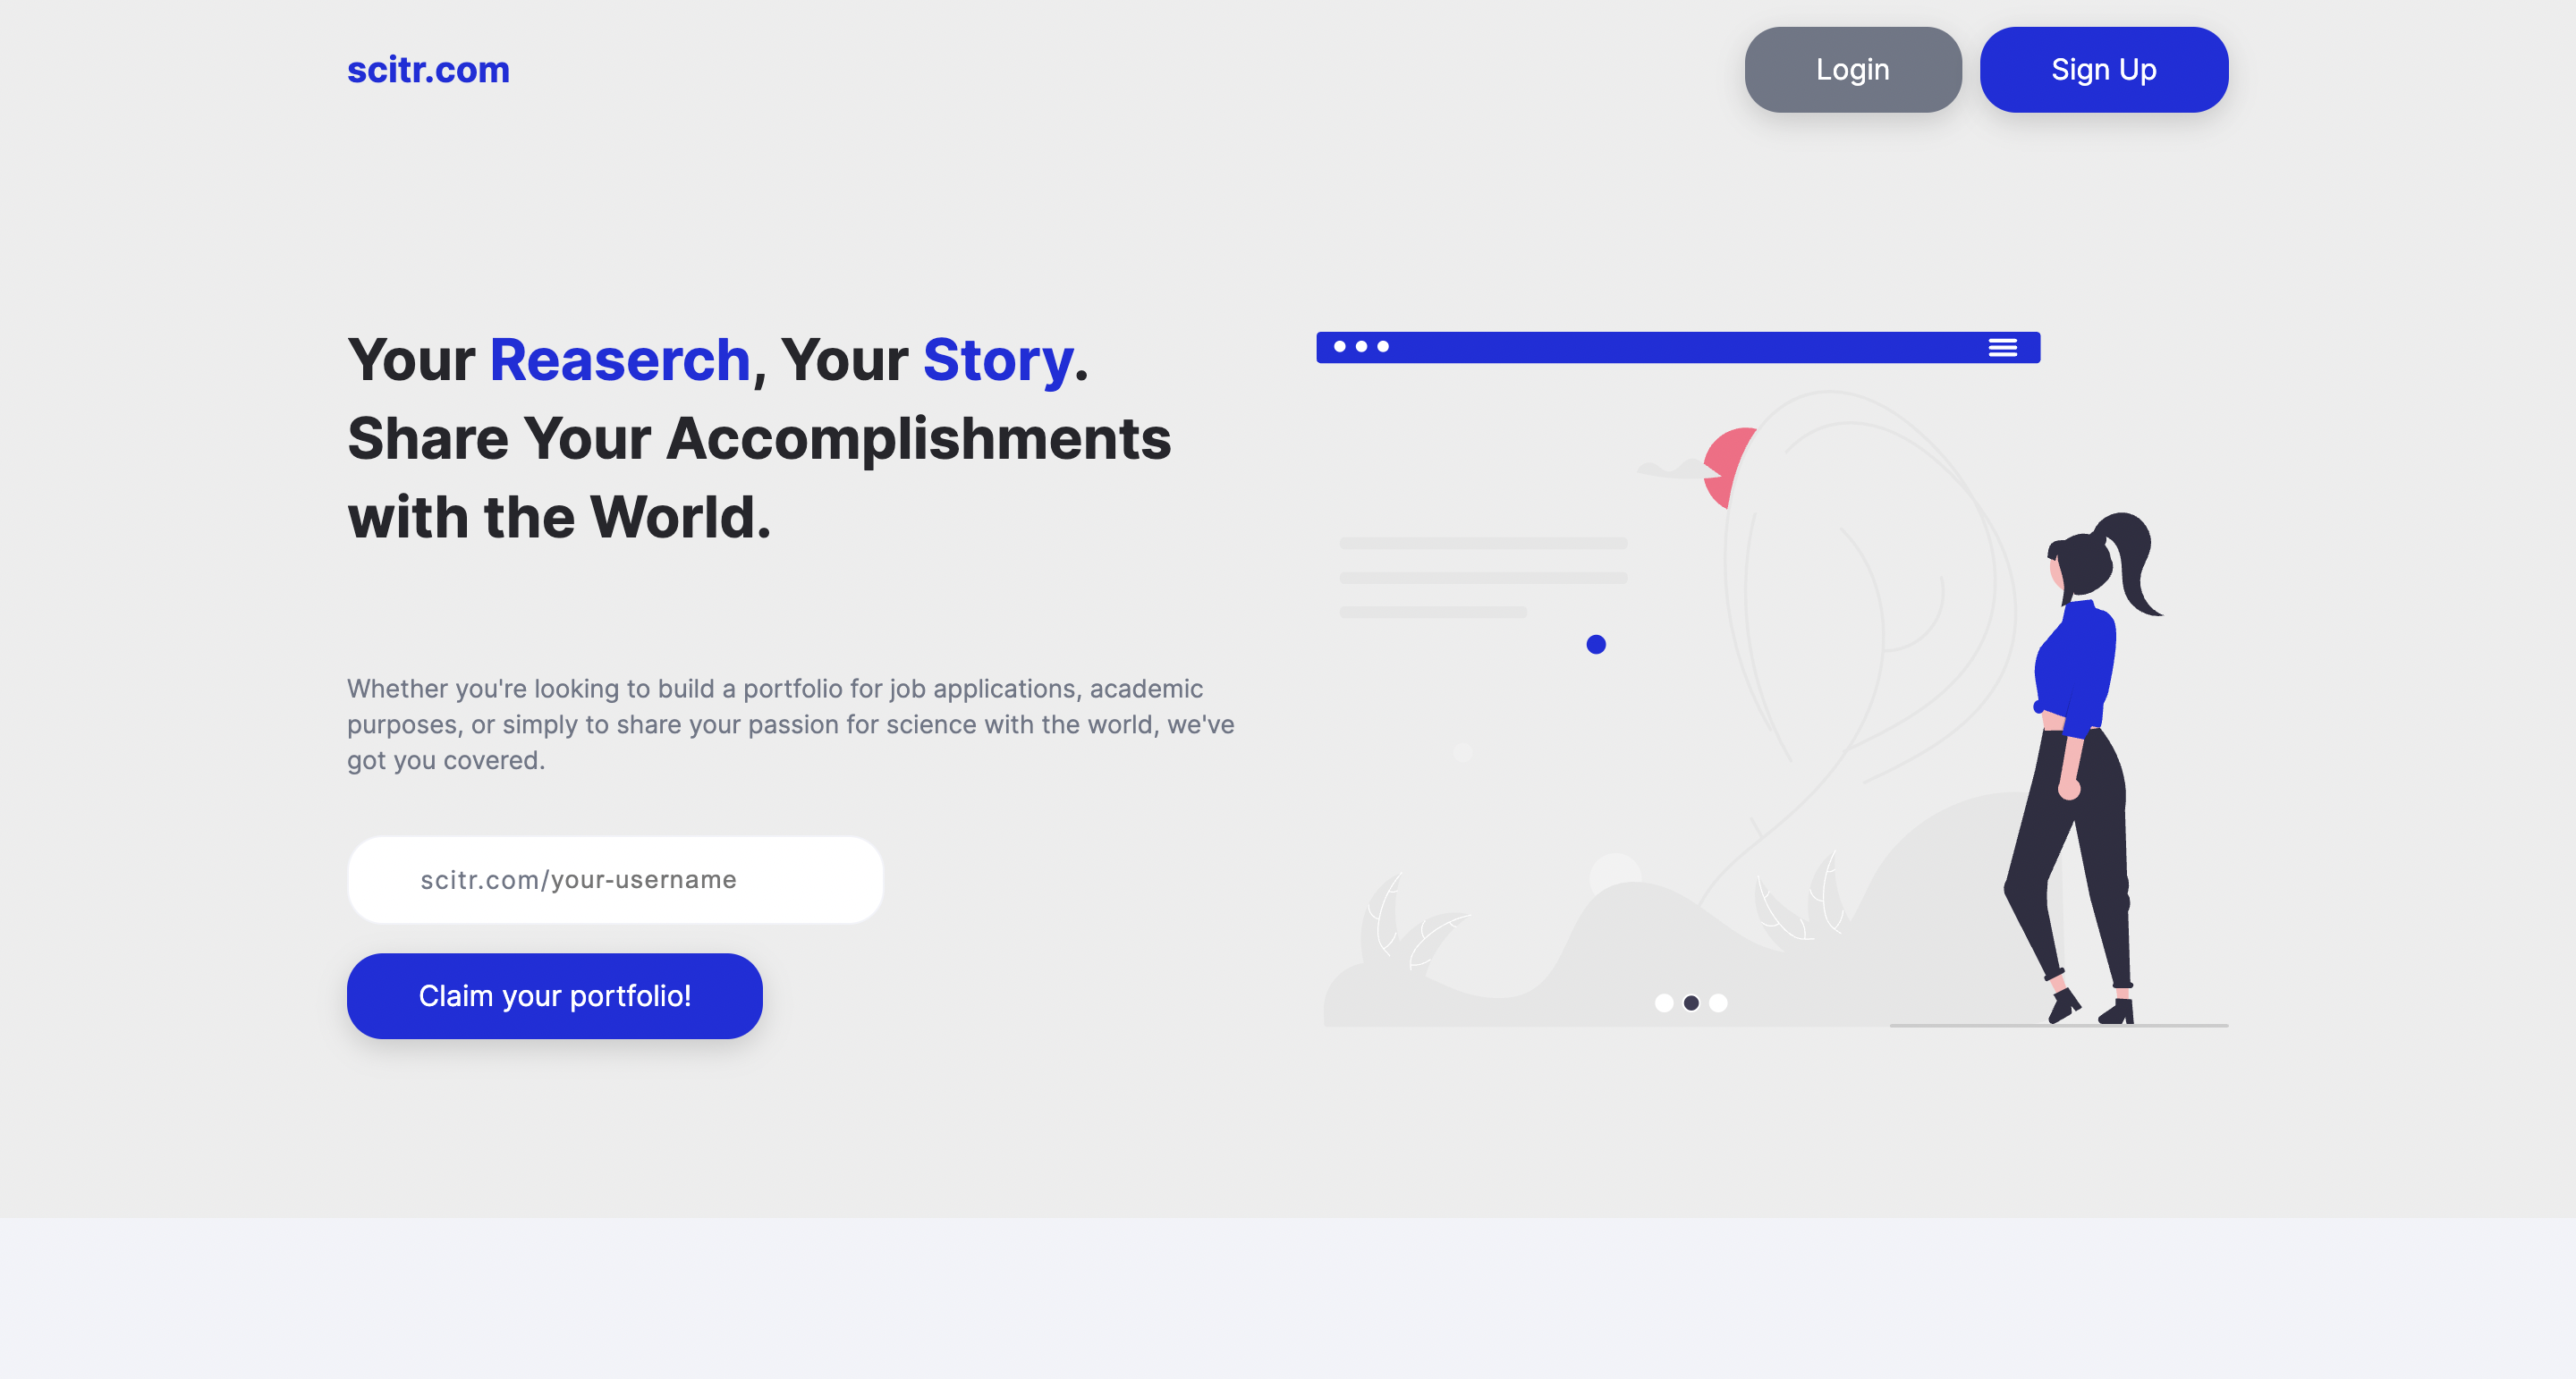 scitr.com
Login
Sign Up
Your Reaserch, Your Story.
Share Your Accomplishments
with the World.
Whether you're looking to build a portfolio for job applications, academic
purposes, or simply to share your passion for science with the world, we've
got you covered.
scitr.com/your-username
Claim your portfolio!